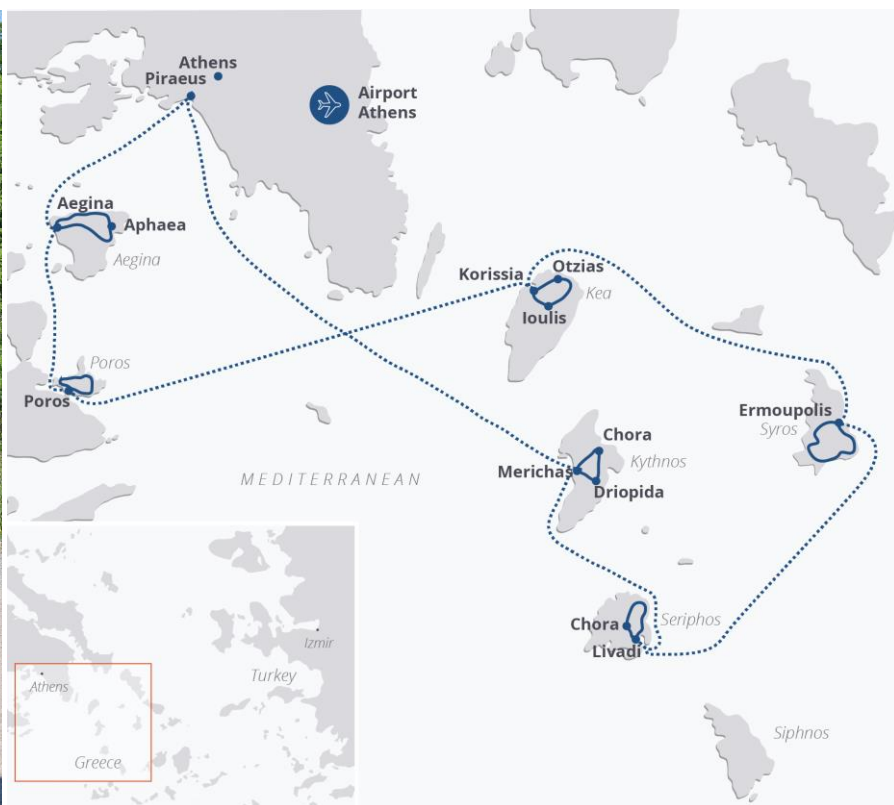 Athens
Piraeus
Airport
Athens
Aegina
Aphaea
Aegina
Korissia
Otzias
Kea
Ioulis
Poros
Poros
Ermoupolis
Syros
Chora
Merichas
Kythnos
Driopida
MEDITERRANEAN
Chora
Seriphos
Livadi
Siphnos
Izmir
Turkey
Athens
Greece